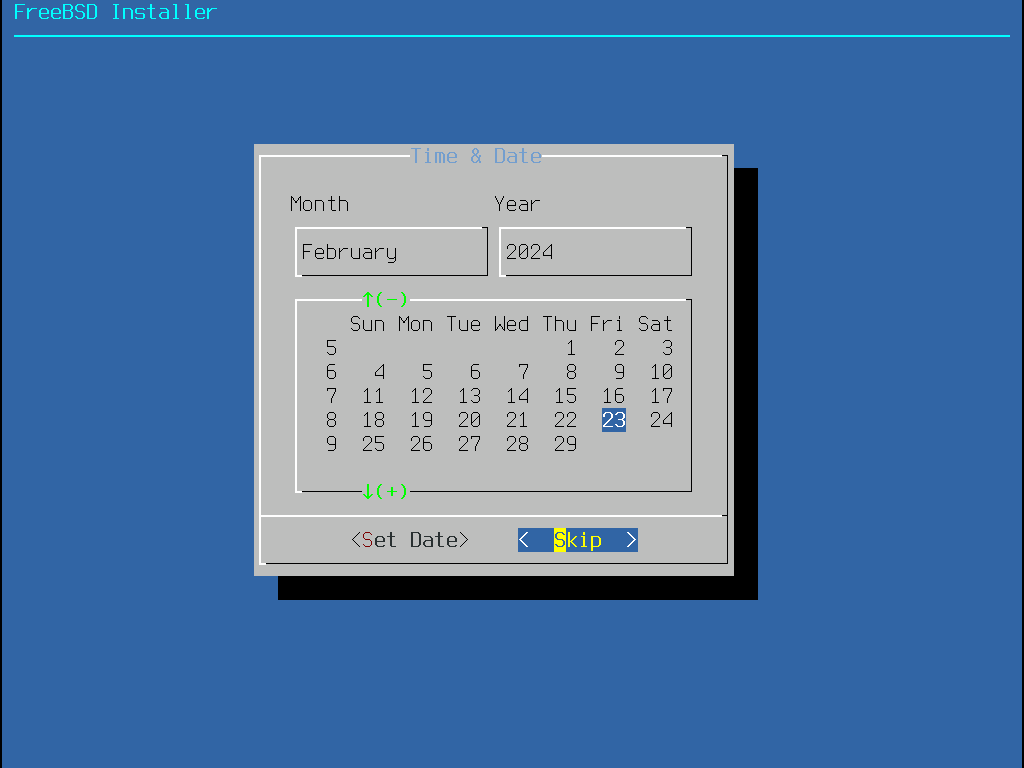 FreeBSD Installer
Time & Date
Month Year
February 2024
↑(-)
Sun Mon Tue Wed Thu Fri Sat
5 1 2 3
6 4 5 6 7 8 9 10
7 11 12 13 14 15 16 17
8 18 19 20 21 22 23 24
9 25 26 27 28 29
↓(+)
<Set Date> < Skip >